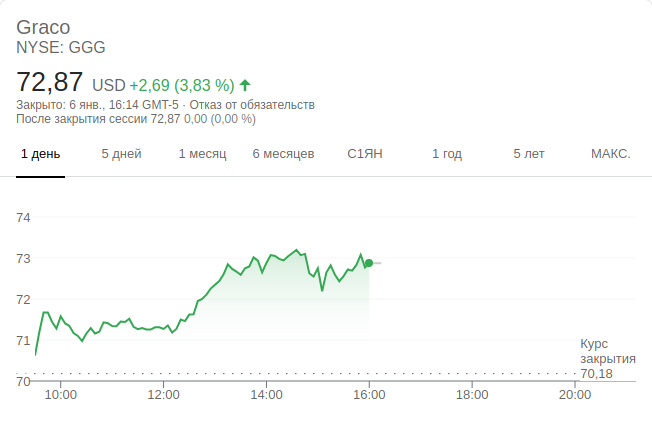 Graco
NYSE: GGG
72,87 USD +2,69 (3,83 %)
Закрыто: 6 янв., 16:14 GMT-5 · Отказ от обязательств
После закрытия сессии 72,87 0,00 (0,00 %)
1 день 5 дней 1 месяц 6 месяцев С1ЯН 1 год 5 лет МАКС.
74
73
72
71
Курс
закрытия
70,18
70
10:00 12:00 14:00 16:00 18:00 20:00